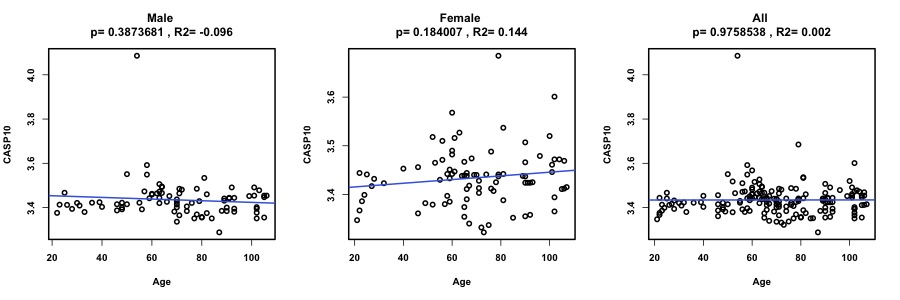 Male
p= 0.3873681 , R2= -0.096
CASP10
4.0
3.8
3.6
3.4
20 40 60 80 100
Age
Female
p= 0.184007 , R2= 0.144
CASP10
3.6
3.5
3.4
20 40 60 80 100
Age
All
p= 0.9758538 , R2= 0.002
CASP10
4.0
3.8
3.6
3.4
20 40 60 80 100
Age